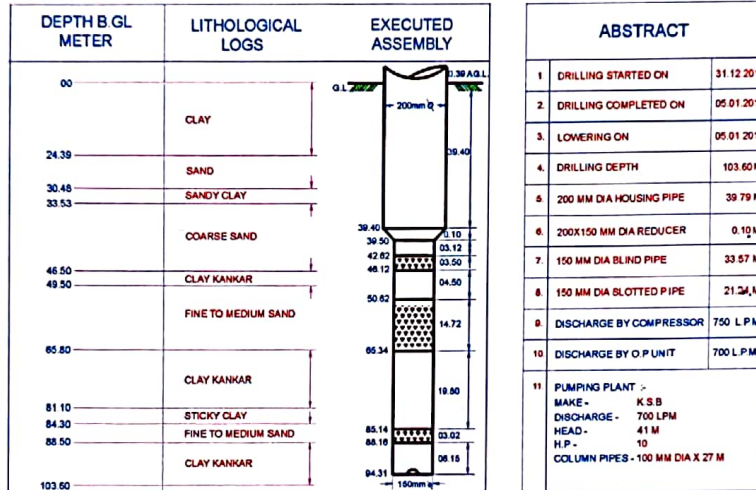 DEPTH B.GL METER
LITHOLOGICAL LOGS
EXECUTED ASSEMBLY
00
CLAY
24.39
SAND
30.48
SANDY CLAY
33.53
COARSE SAND
46.50
CLAY KANKAR
49.50
FINE TO MEDIUM SAND
65.80
CLAY KANKAR
81.10
STICKY CLAY
84.30
FINE TO MEDIUM SAND
88.50
CLAY KANKAR
103.60
0.39 AG.L.
G.L
200mm
39.40
39.40
0.10
39.50
03.12
42.62
03.50
46.12
04.50
50.62
14.72
65.34
19.80
85.14
03.02
88.16
06.15
94.31
150mm
ABSTRACT
1 DRILLING STARTED ON 31.12.20
2. DRILLING COMPLETED ON 05.01.20
3. LOWERING ON 05.01.20
4. DRILLING DEPTH 103.60
5 200 MM DIA HOUSING PIPE 39.79
6. 200X150 MM DIA REDUCER 0.10
7. 150 MM DIA BLIND PIPE 33.57
8. 150 MM DIA SLOTTED PIPE 21.24
9. DISCHARGE BY COMPRESSOR 750 L.P.M
10 DISCHARGE BY O.P UNIT 700 L.P.M
11 PUMPING PLANT :-
MAKE - K.S.B
DISCHARGE - 700 LPM
HEAD - 41 M
H.P - 10
COLUMN PIPES - 100 MM DIA X 27 M